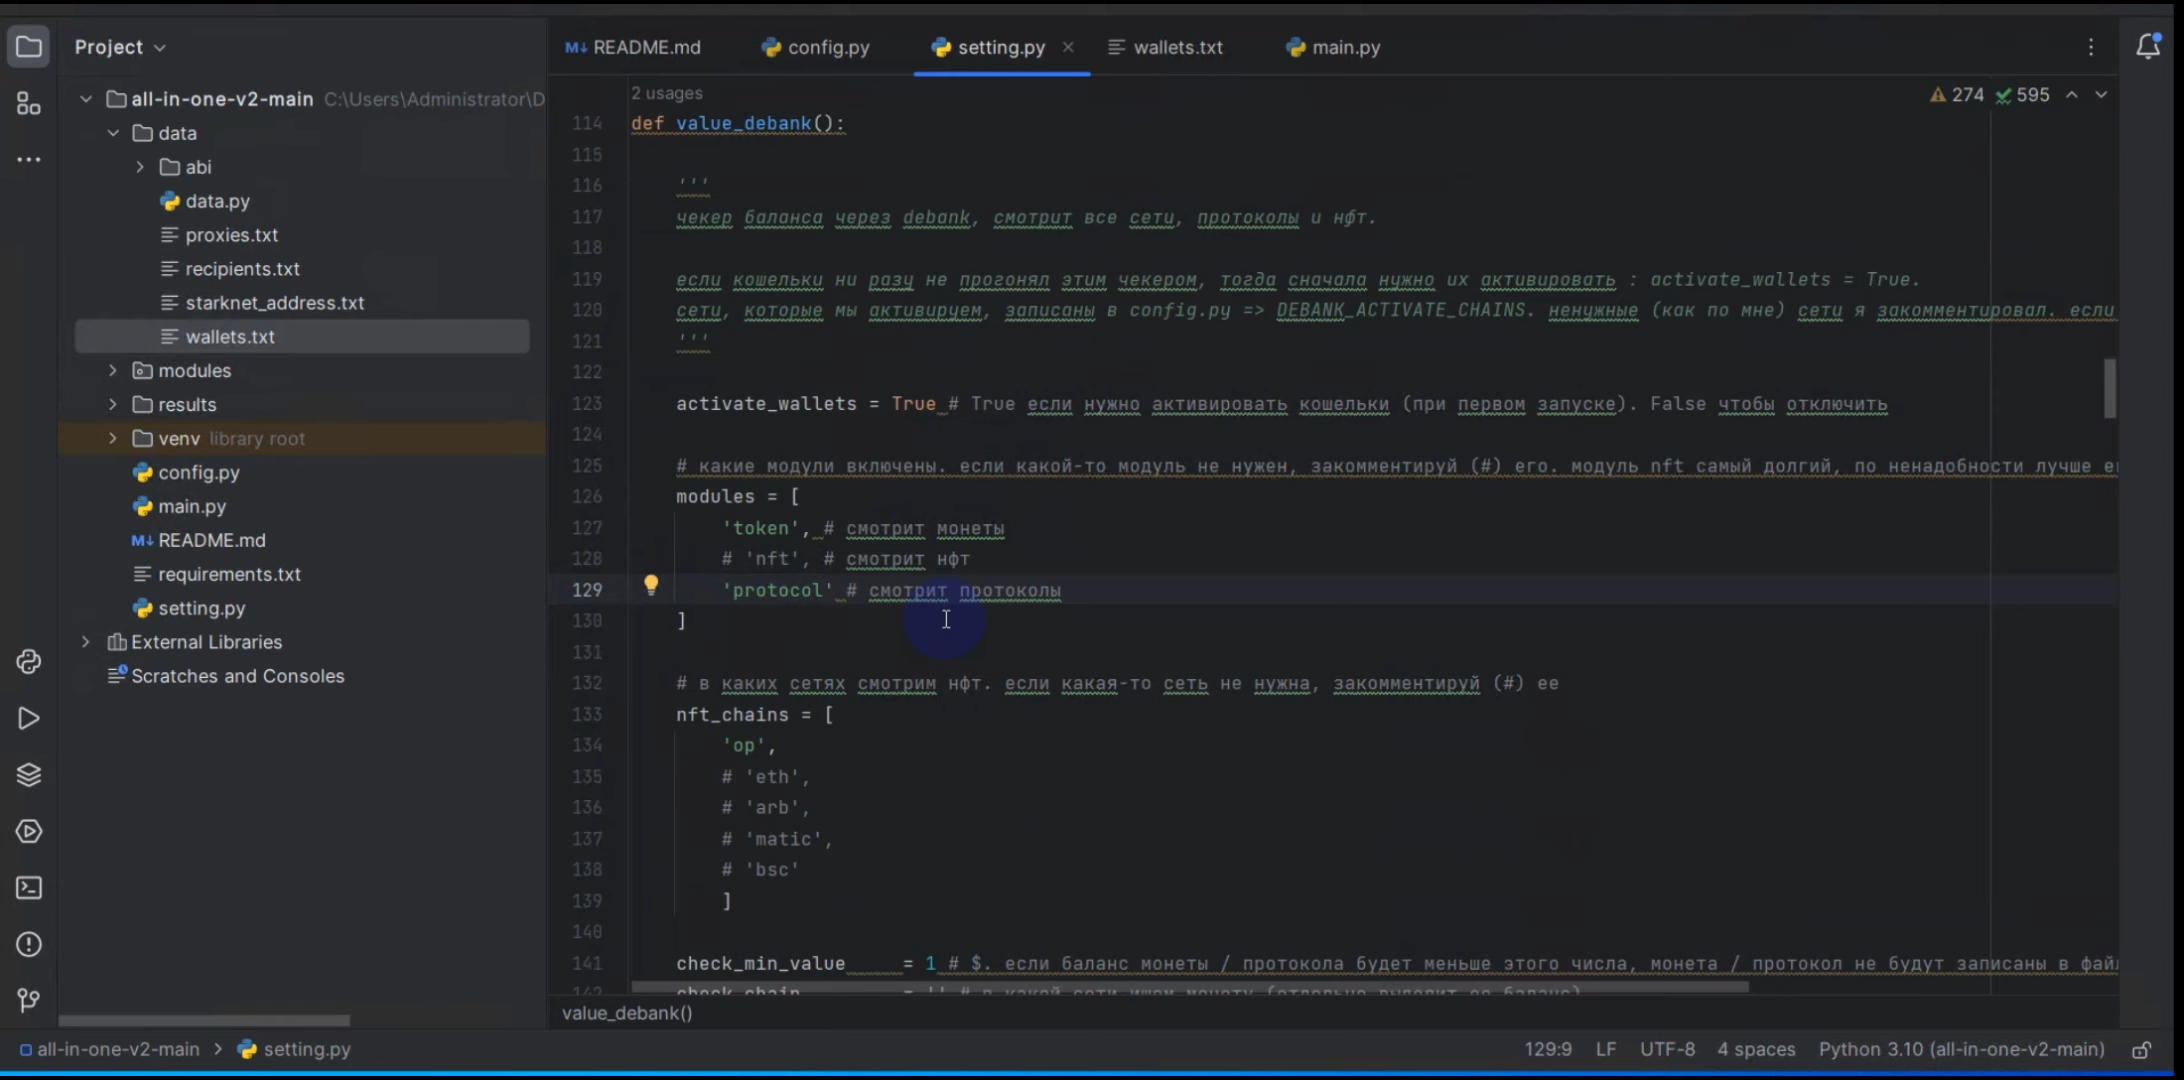 Project
README.md
config.py
setting.py
wallets.txt
main.py
all-in-one-v2-main C:\Users\Administrator\D
data
abi
data.py
proxies.txt
recipients.txt
starknet_address.txt
wallets.txt
modules
results
venv library root
config.py
main.py
README.md
requirements.txt
setting.py
External Libraries
Scratches and Consoles
2 usages
274 595
114 def value_debank():
115
116 '''
117 чекер баланса через debank, смотрит все сети, протоколы и нфт.
118
119 если кошельки ни разу не прогонял этим чекером, тогда сначала нужно их активировать : activate_wallets = True.
120 сети, которые мы активируем, записаны в config.py => DEBANK_ACTIVATE_CHAINS. ненужные (как по мне) сети я закомментировал. если
121 '''
122
123 activate_wallets = True # True если нужно активировать кошельки (при первом запуске). False чтобы отключить
124
125 # какие модули включены. если какой-то модуль не нужен, закомментируй (#) его. модуль nft самый долгий, по ненадобности лучше
126 modules = [
127 'token', # смотрит монеты
128 # 'nft', # смотрит нфт
129 'protocol' # смотрит протоколы
130 ]
131
132 # в каких сетях смотрим нфт. если какая-то сеть не нужна, закомментируй (#) ее
133 nft_chains = [
134 'op',
135 # 'eth',
136 # 'arb',
137 # 'matic',
138 # 'bsc'
139 ]
140
141 check_min_value = 1 # $. если баланс монеты / протокола будет меньше этого числа, монета / протокол не будут записаны в фай
142 check_chain = '' # в какой сети ищем монету (отдельно выделит ее баланс)
value_debank()
all-in-one-v2-main > setting.py
129:9 LF UTF-8 4 spaces Python 3.10 (all-in-one-v2-main)